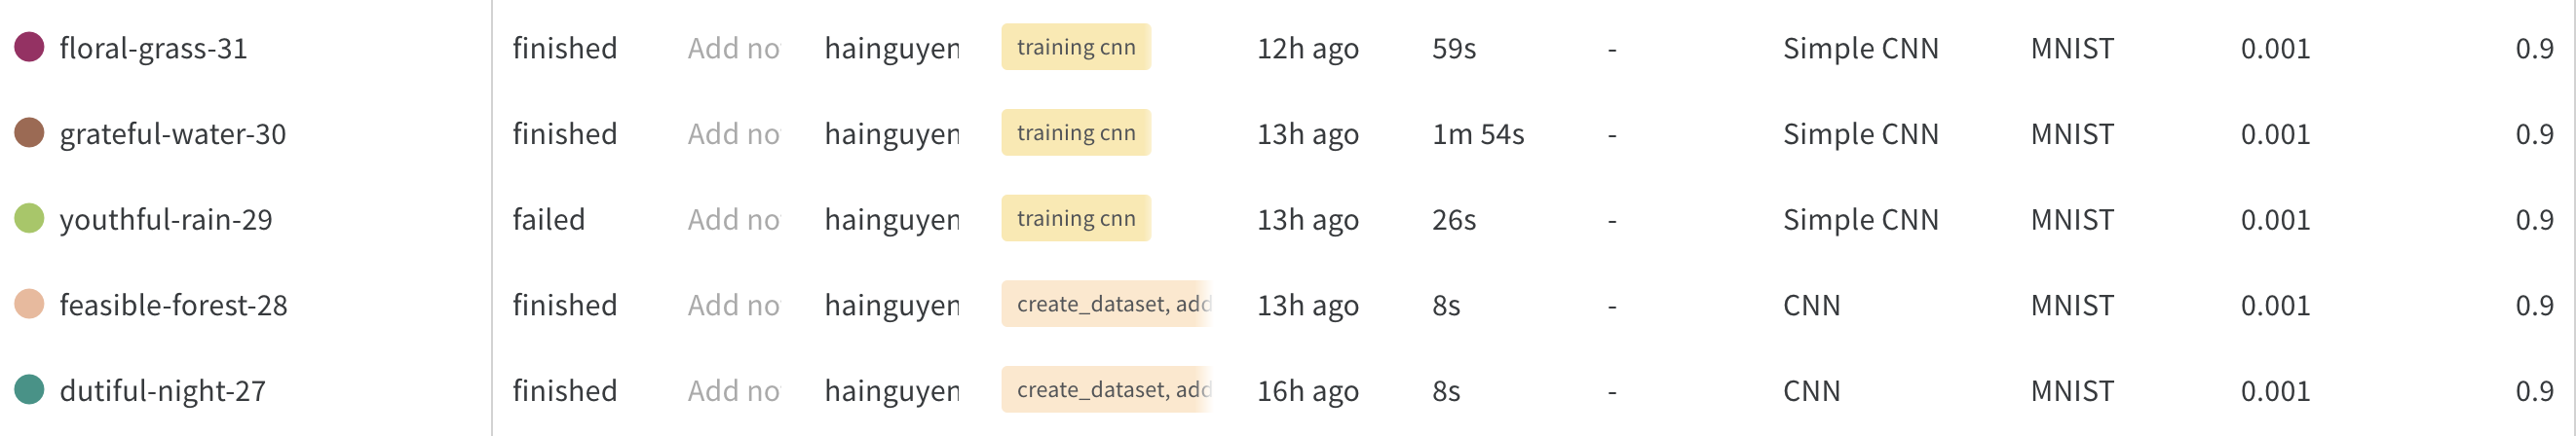 floral-grass-31 finished Add no hainguyen training cnn 12h ago 59s - Simple CNN MNIST 0.001 0.9
grateful-water-30 finished Add no hainguyen training cnn 13h ago 1m 54s - Simple CNN MNIST 0.001 0.9
youthful-rain-29 failed Add no hainguyen training cnn 13h ago 26s - Simple CNN MNIST 0.001 0.9
feasible-forest-28 finished Add no hainguyen create_dataset, add 13h ago 8s - CNN MNIST 0.001 0.9
dutiful-night-27 finished Add no hainguyen create_dataset, add 16h ago 8s - CNN MNIST 0.001 0.9